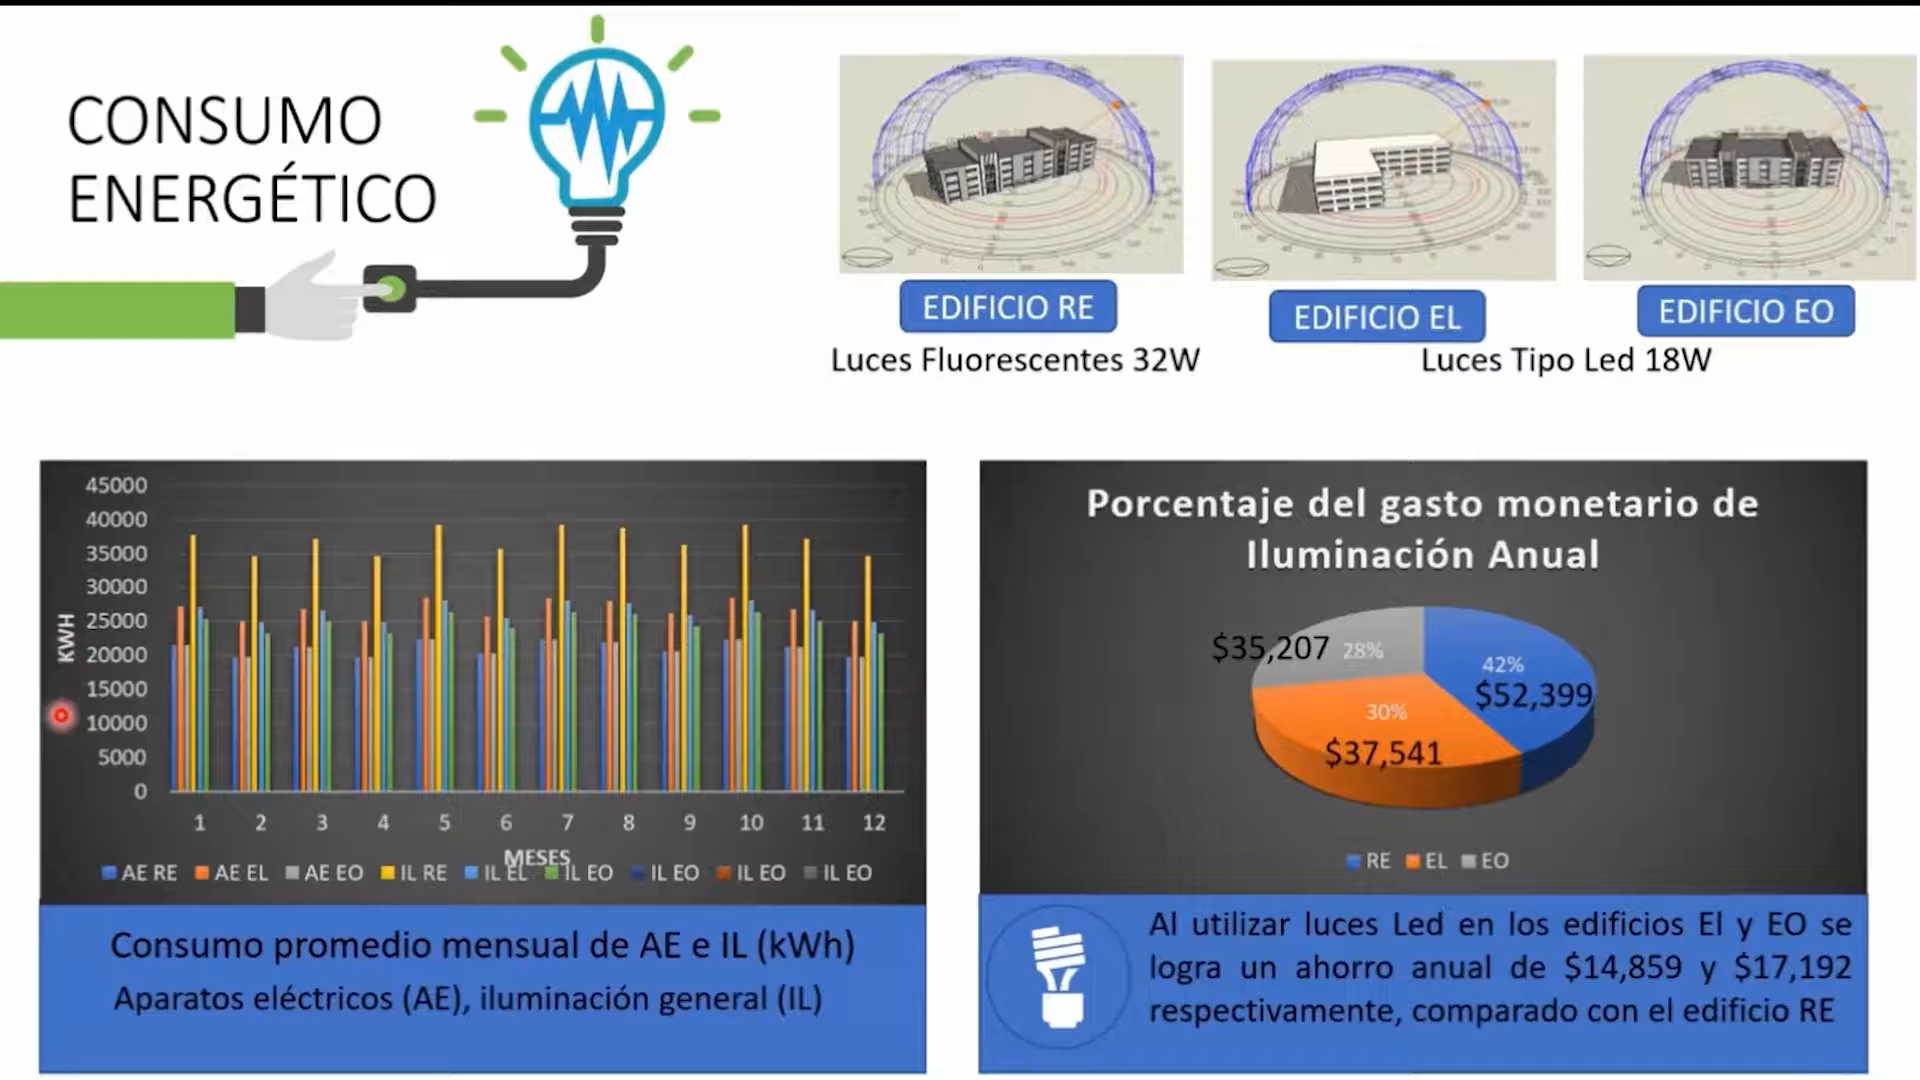 CONSUMO
ENERGÉTICO
EDIFICIO RE
EDIFICIO EL
EDIFICIO EO
Luces Fluorescentes 32W
Luces Tipo Led 18W
45000
40000
35000
30000
25000
20000
15000
10000
5000
0
KWH
1 2 3 4 5 6 7 8 9 10 11 12
MESES
AE RE AE EL AE EO IL RE IL EL IL EO IL EO IL EO IL EO
Consumo promedio mensual de AE e IL (kWh)
Aparatos eléctricos (AE), iluminación general (IL)
Porcentaje del gasto monetario de
Iluminación Anual
$35,207 28%
42%
$52,399
30%
$37,541
RE EL EO
Al utilizar luces Led en los edificios El y EO se
logra un ahorro anual de $14,859 y $17,192
respectivamente, comparado con el edificio RE